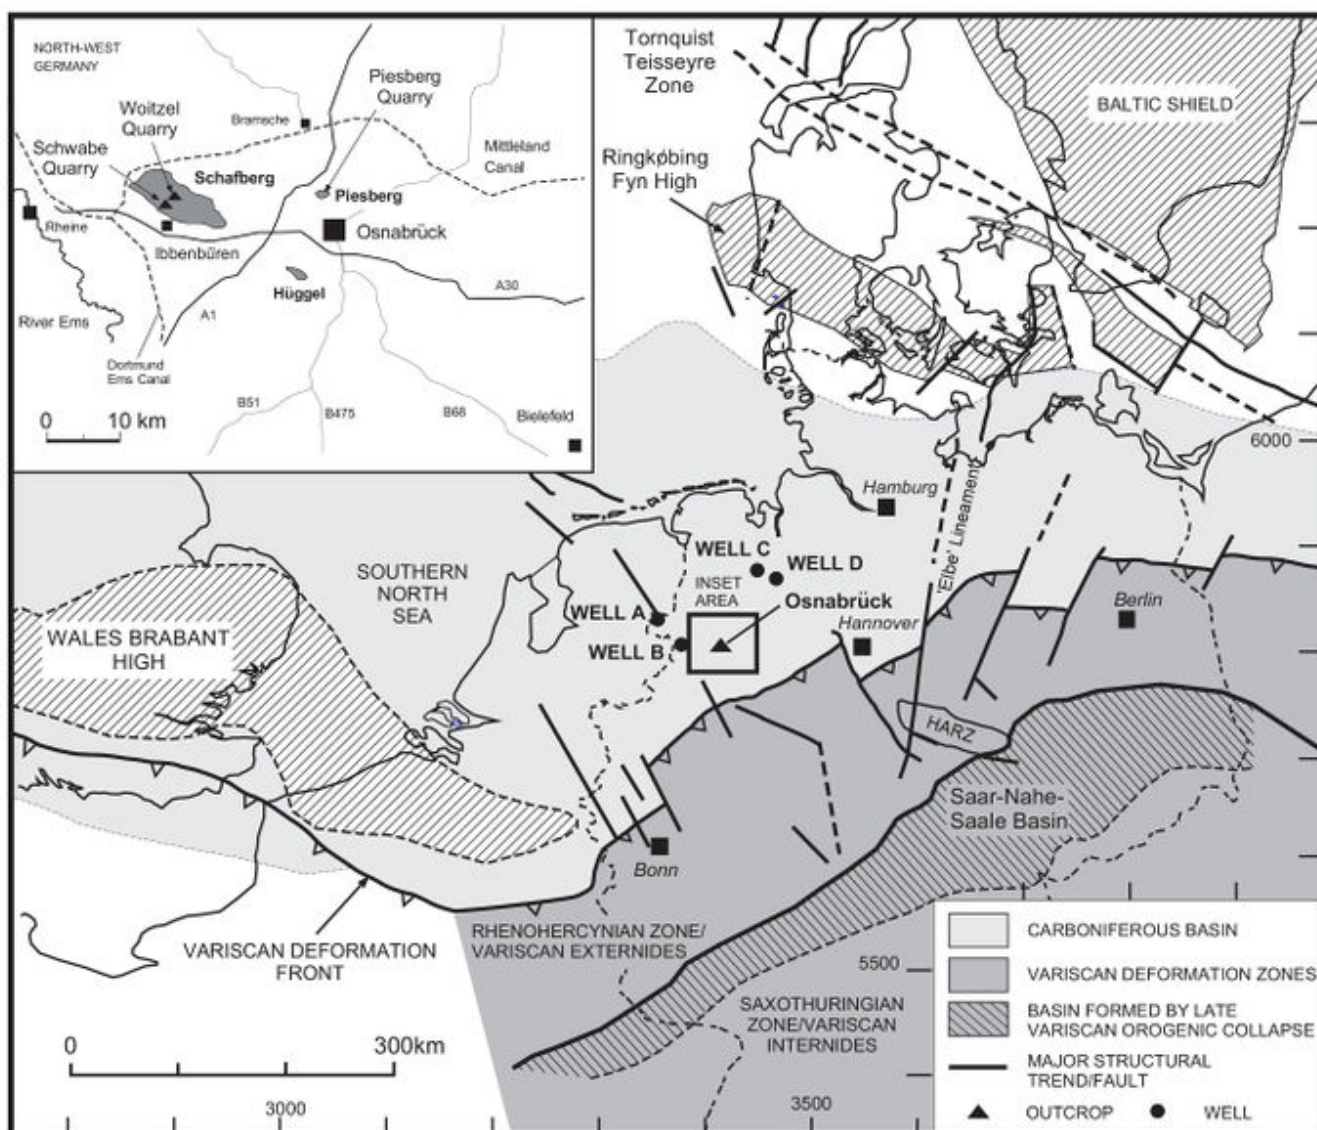 NORTH-WEST
GERMANY
Piesberg
Quarry
Woitzel
Quarry
Bramsche
Schwabe
Quarry
Schafberg
Mittleland
Canal
Piesberg
Rheine
Osnabrück
Ibbenbüren
Hüggel
A30
A1
River Ems
Dortmund
Ems Canal
B51
B475
B68
Bielefeld
0 10 km
Tornquist
Teisseyre
Zone
BALTIC SHIELD
Ringkøbing
Fyn High
6000
Hamburg
'Elbe' Lineament
WELL C
WELL D
SOUTHERN
NORTH
SEA
INSET
AREA
Osnabrück
Berlin
WELL A
Hannover
WALES BRABANT
HIGH
WELL B
HARZ
Saar-Nahe-
Saale Basin
Bonn
VARISCAN DEFORMATION
FRONT
RHENOHERCYNIAN ZONE/
VARISCAN EXTERNIDES
5500
SAXOTHURINGIAN
ZONE/VARISCAN
INTERNIDES
0 300km
3000
3500
CARBONIFEROUS BASIN
VARISCAN DEFORMATION ZONES
BASIN FORMED BY LATE
VARISCAN OROGENIC COLLAPSE
MAJOR STRUCTURAL
TREND/FAULT
OUTCROP
WELL